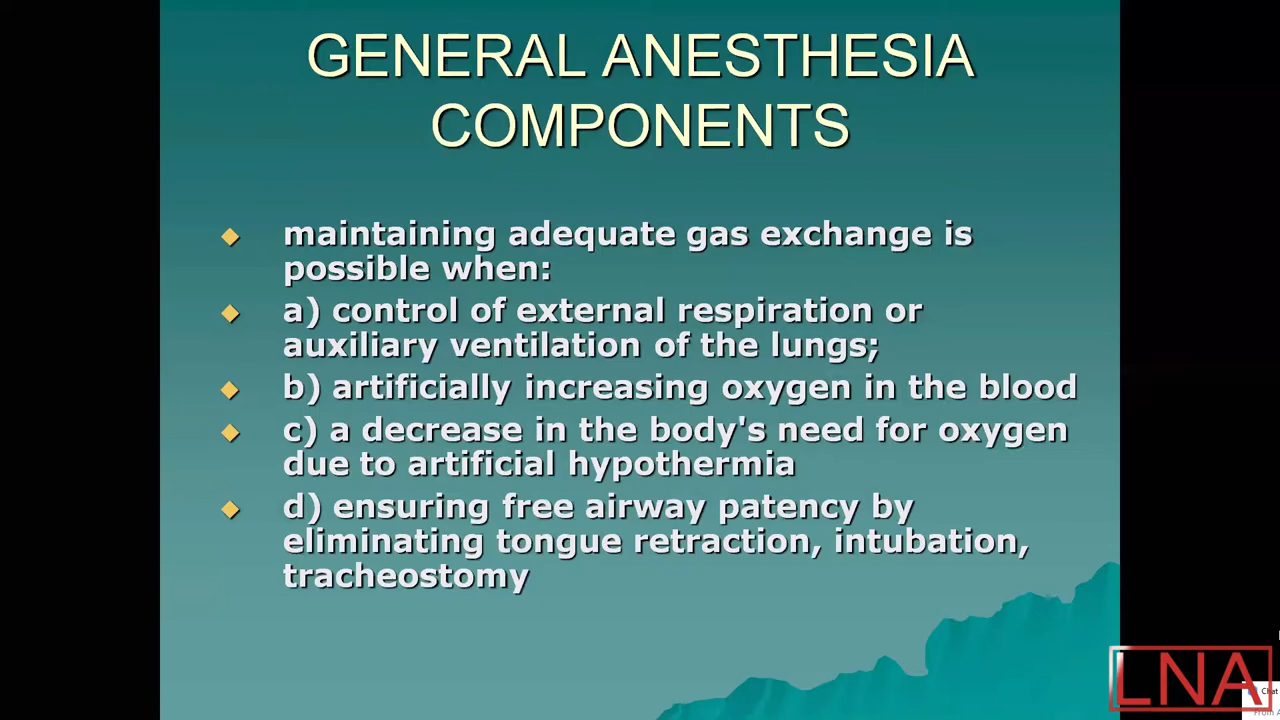 GENERAL ANESTHESIA
COMPONENTS
maintaining adequate gas exchange is
possible when:
a) control of external respiration or
auxiliary ventilation of the lungs;
b) artificially increasing oxygen in the blood
c) a decrease in the body's need for oxygen
due to artificial hypothermia
d) ensuring free airway patency by
eliminating tongue retraction, intubation,
tracheostomy
LNA
Chat